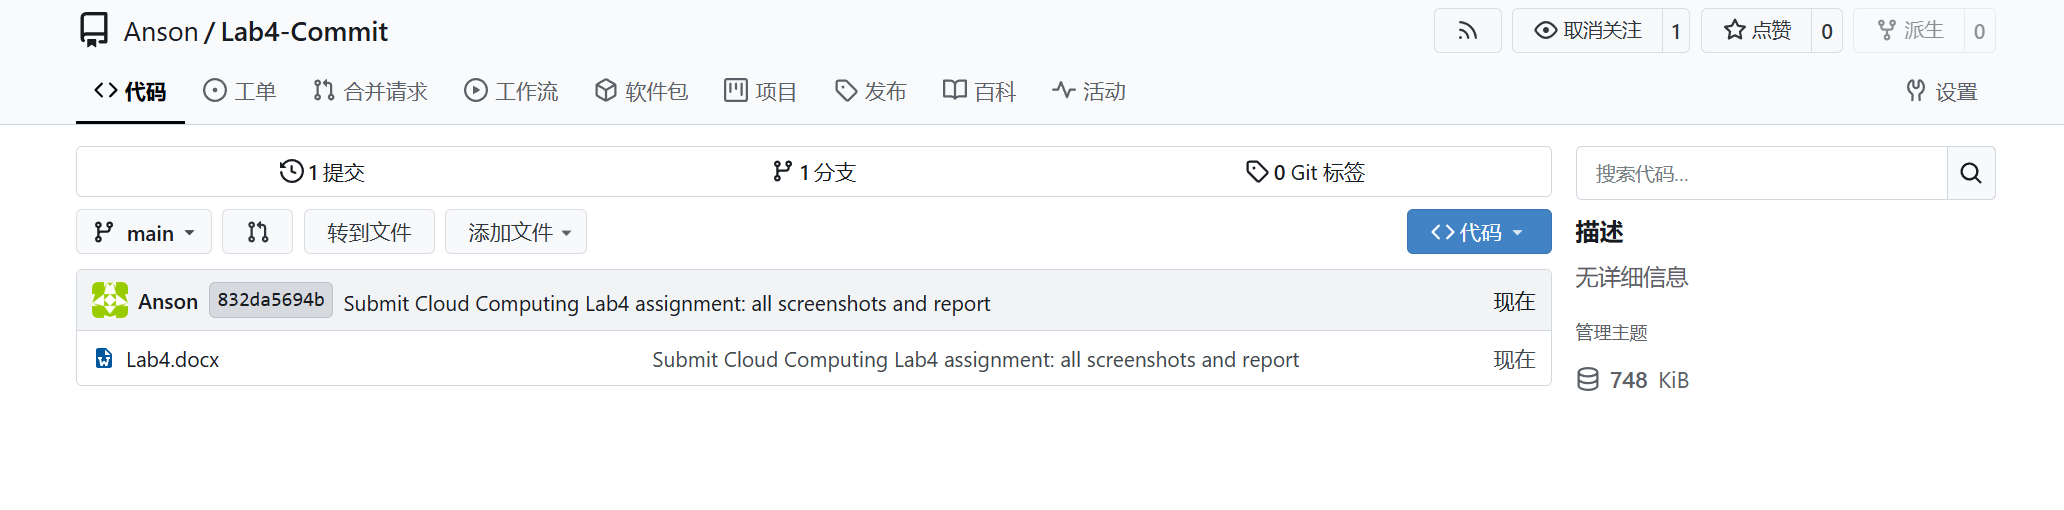 Anson / Lab4-Commit
取消关注 1
点赞 0
派生 0
代码 工单 合并请求 工作流 软件包 项目 发布 百科 活动 设置
1 提交 1 分支 0 Git 标签
搜索代码...
main 转到文件 添加文件 代码
描述
无详细信息
管理主题
748 KiB
Anson 832da5694b Submit Cloud Computing Lab4 assignment: all screenshots and report 现在
Lab4.docx Submit Cloud Computing Lab4 assignment: all screenshots and report 现在